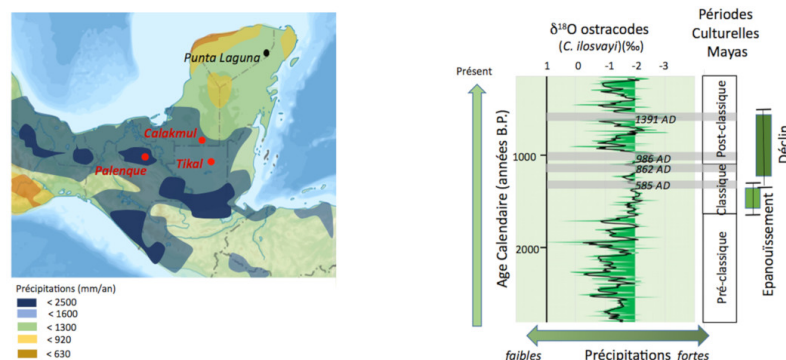 Punta Laguna
Calakmul
Palenque
Tikal
Précipitations (mm/an)
< 2500
< 1600
< 1300
< 920
< 630
δ¹⁸O ostracodes
(C. ilosvayi)(‰)
1 0 -1 -2 -3
Présent
Age Calendaire (années B.P.)
1000
2000
1391 AD
986 AD
862 AD
585 AD
faibles Précipitations fortes
Périodes
Culturelles
Mayas
Post-classique
Classique
Pré-classique
Déclin
Epanouissement